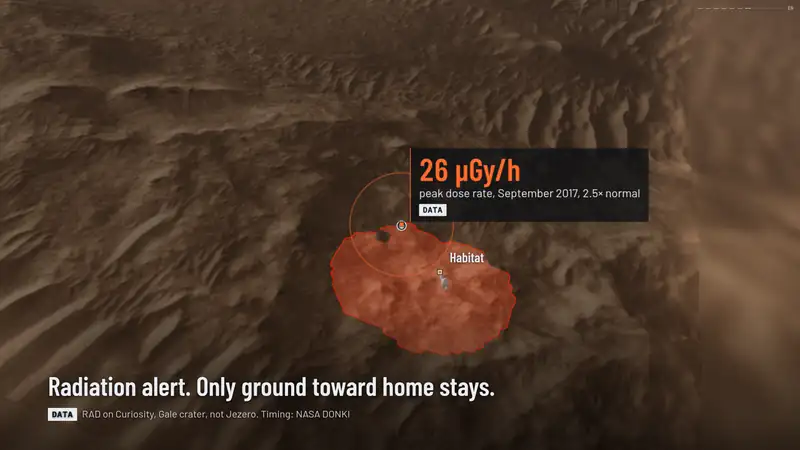 EN
26 µGy/h
peak dose rate, September 2017, 2.5× normal
DATA
Habitat
Radiation alert. Only ground toward home stays.
DATA RAD on Curiosity, Gale crater, not Jezero. Timing: NASA DONKI